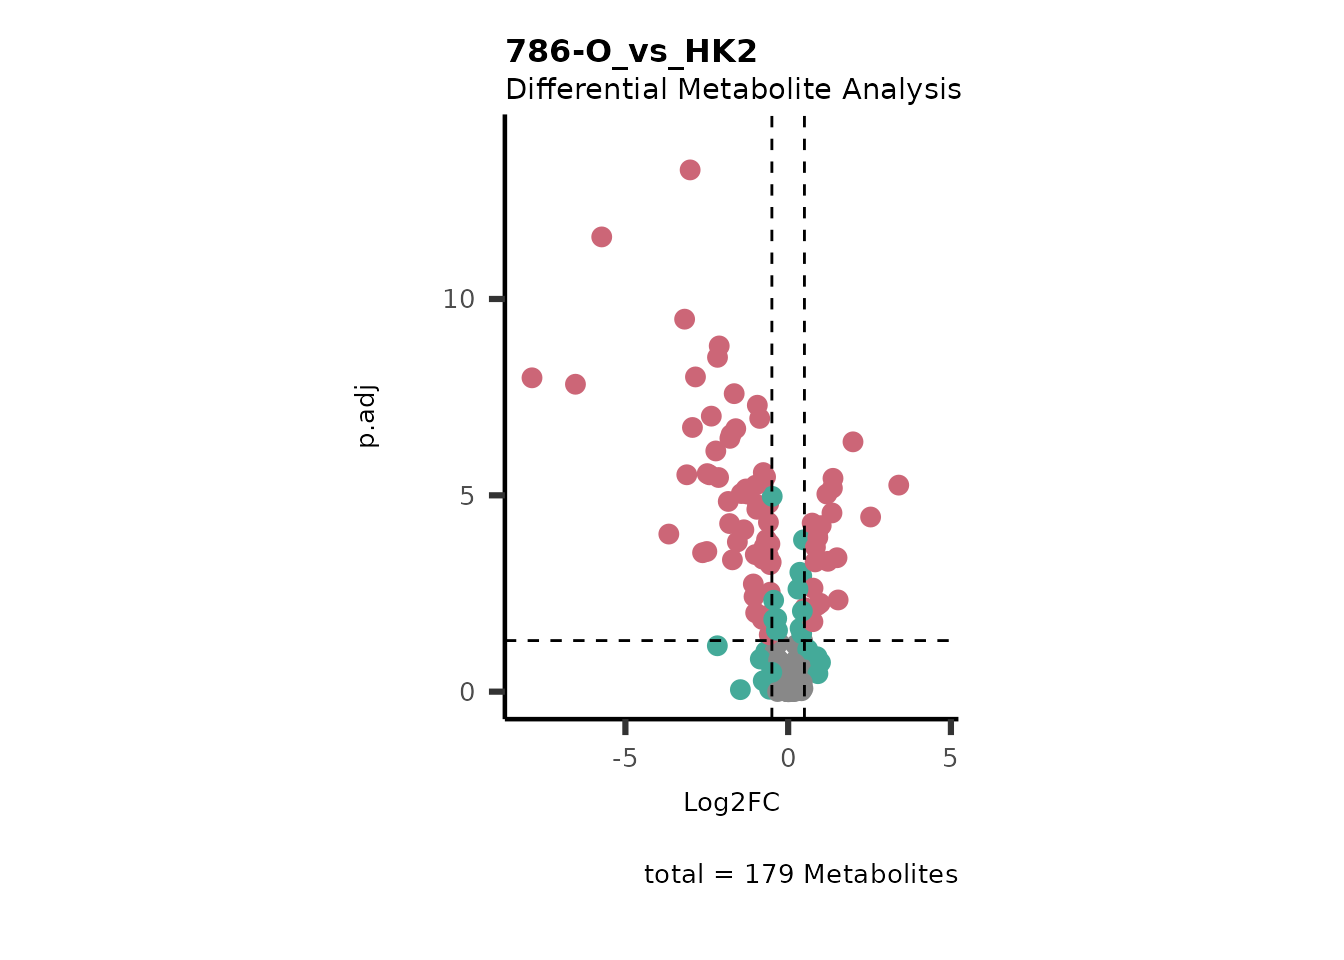 786-O_vs_HK2
Differential Metabolite Analysis
10
5
0
p.adj
-5
0
5
Log2FC
total = 179 Metabolites